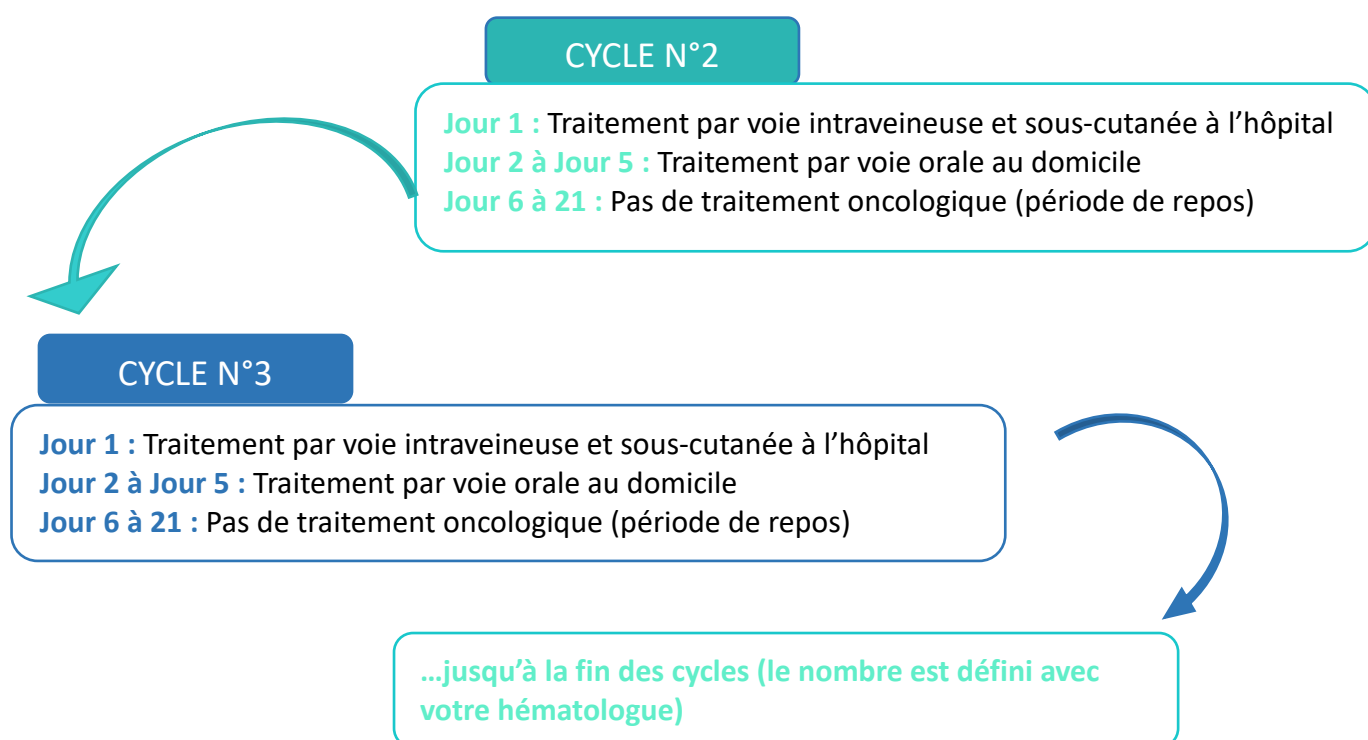 CYCLE N°2
Jour 1 : Traitement par voie intraveineuse et sous-cutanée à l’hôpital
Jour 2 à Jour 5 : Traitement par voie orale au domicile
Jour 6 à 21 : Pas de traitement oncologique (période de repos)
CYCLE N°3
Jour 1 : Traitement par voie intraveineuse et sous-cutanée à l’hôpital
Jour 2 à Jour 5 : Traitement par voie orale au domicile
Jour 6 à 21 : Pas de traitement oncologique (période de repos)
…jusqu’à la fin des cycles (le nombre est défini avec
votre hématologue)